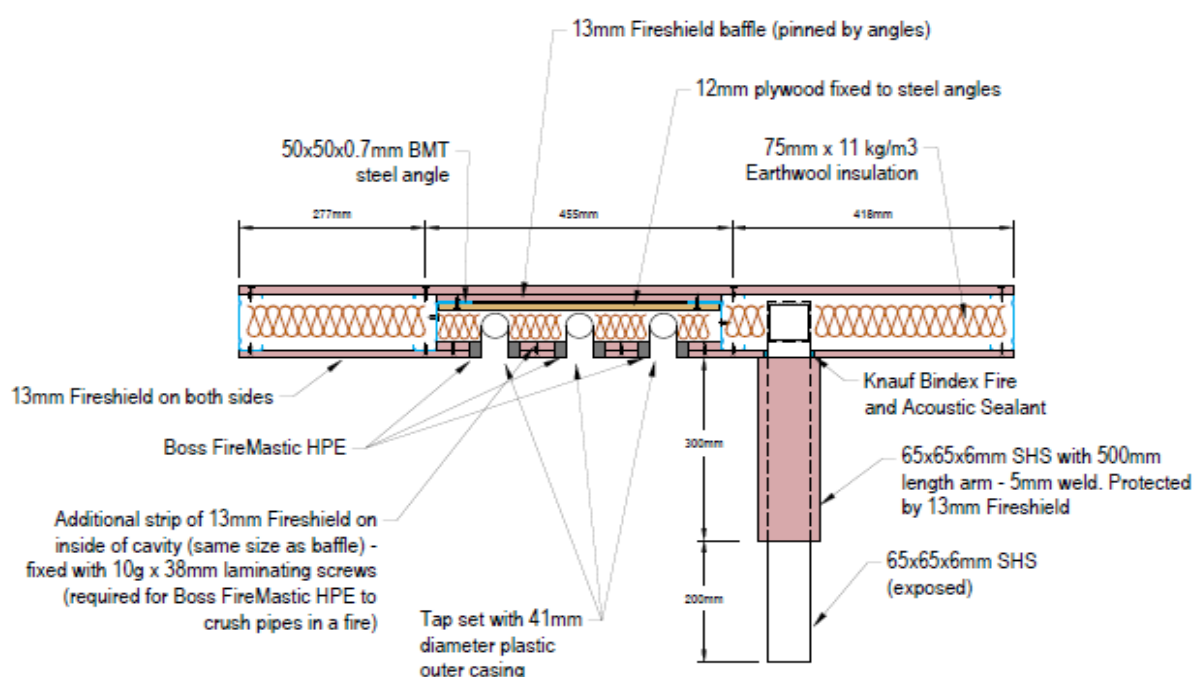 13mm Fireshield baffle (pinned by angles)
12mm plywood fixed to steel angles
50x50x0.7mm BMT
steel angle
75mm x 11 kg/m3
Earthwool insulation
277mm
455mm
418mm
13mm Fireshield on both sides
Knauf Bindex Fire
and Acoustic Sealant
Boss FireMastic HPE
300mm
65x65x6mm SHS with 500mm
length arm - 5mm weld. Protected
by 13mm Fireshield
Additional strip of 13mm Fireshield on
inside of cavity (same size as baffle) -
fixed with 10g x 38mm laminating screws
(required for Boss FireMastic HPE to
crush pipes in a fire)
65x65x6mm SHS
(exposed)
200mm
Tap set with 41mm
diameter plastic
outer casing